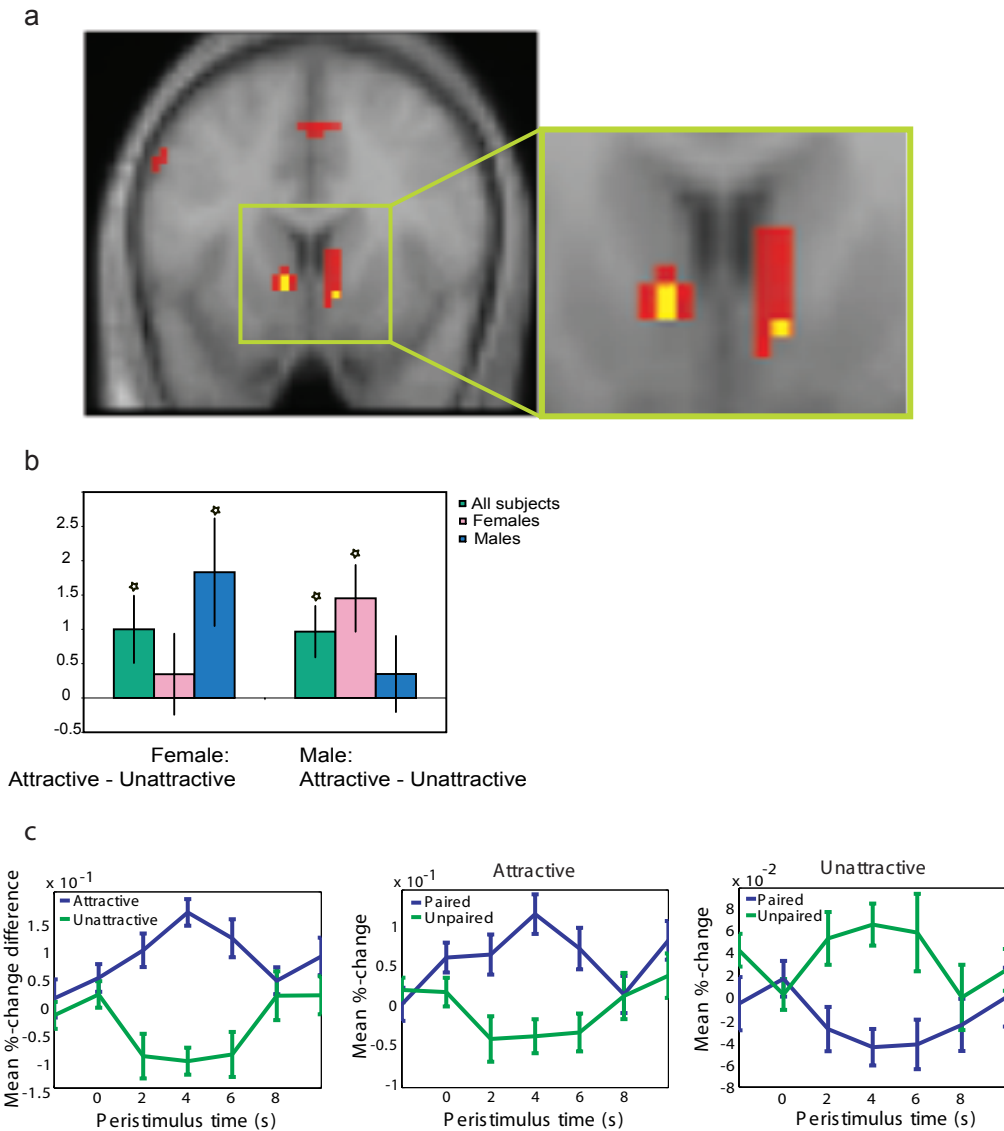 a
b
2.5
2
1.5
1
0.5
0
-0.5
All subjects
Females
Males
Female:
Attractive - Unattractive
Male:
Attractive - Unattractive
c
x 10-1
Mean %-change difference
1.5
1
0.5
0
-0.5
-1
-1.5
Attractive
Unattractive
0 2 4 6 8
Peristimulus time (s)
Attractive
x 10-1
Mean %-change
1
0.5
0
-0.5
-1
Paired
Unpaired
0 2 4 6 8
Peristimulus time (s)
Unattractive
x 10-2
Mean %-change
8
6
4
2
0
-2
-4
-6
-8
Paired
Unpaired
0 2 4 6 8
Peristimulus time (s)